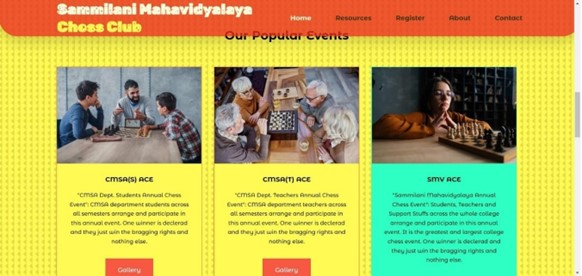 Sammilani Mahavidyalaya
Chess Club
Home Resources Register About Contact
Our Popular Events
CMSA(S) ACE
"CMSA Dept. Students Annual Chess
Event": CMSA department students across
all semesters arrange and participate in
this annual event. One winner is declerad
and they just win the bragging rights and
nothing else.
Gallery
CMSA(T) ACE
"CMSA Dept. Teachers Annual Chess
Event": CMSA department teachers across
all semesters arrange and participate in
this annual event. One winner is declerad
and they just win the bragging rights and
nothing else.
Gallery
SMV ACE
"Sammilani Mahavidyalaya Annual
Chess Event": Students, Teachers and
Support Stuffs across the whole college
arrange and participate in this annual
event. It is the greatest and largest college
chess event. One winner is declerad and
they just win the bragging rights and
nothing else.